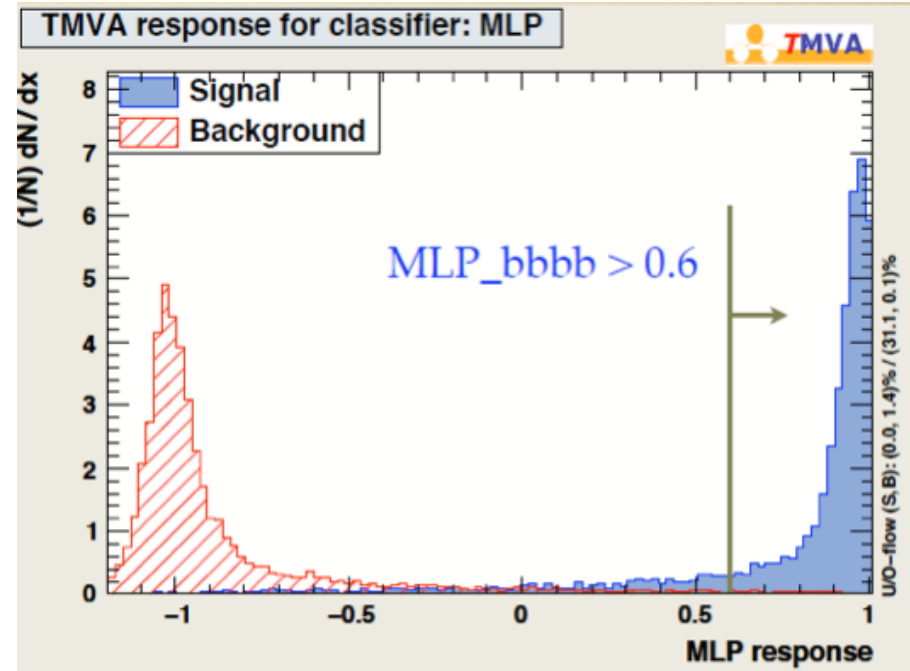 TMVA response for classifier: MLP
TMVA
(1/N) dN/dx
8
7
6
5
4
3
2
1
0
Signal
Background
MLP_bbbb > 0.6
U/O-flow (S,B): (0.0, 1.4)% / (31.1, 0.1)%
-1
-0.5
0
0.5
1
MLP response